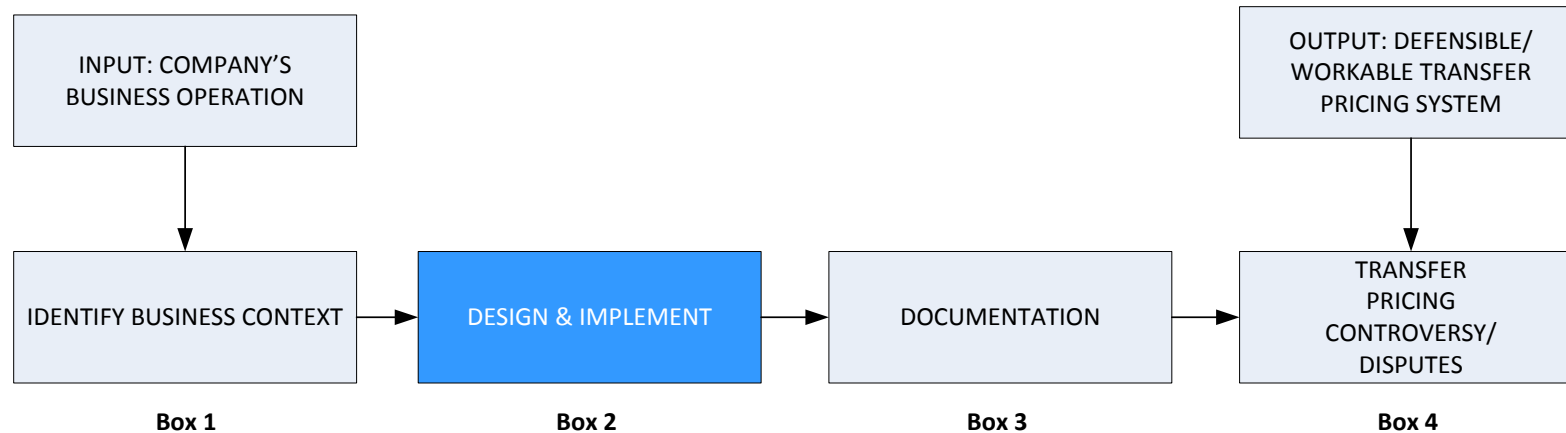 INPUT: COMPANY'S
BUSINESS OPERATION
OUTPUT: DEFENSIBLE/
WORKABLE TRANSFER
PRICING SYSTEM
IDENTIFY BUSINESS CONTEXT
DESIGN & IMPLEMENT
DOCUMENTATION
TRANSFER
PRICING
CONTROVERSY/
DISPUTES
Box 1
Box 2
Box 3
Box 4